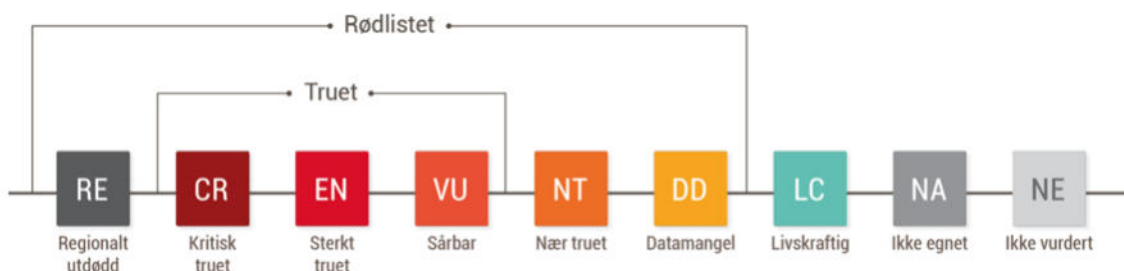 Rødlistet
Truet
RE
CR
EN
VU
NT
DD
LC
NA
NE
Regionalt
utdødd
Kritisk
truet
Sterkt
truet
Sårbar
Nær truet
Datamangel
Livskraftig
Ikke egnet
Ikke vurdert